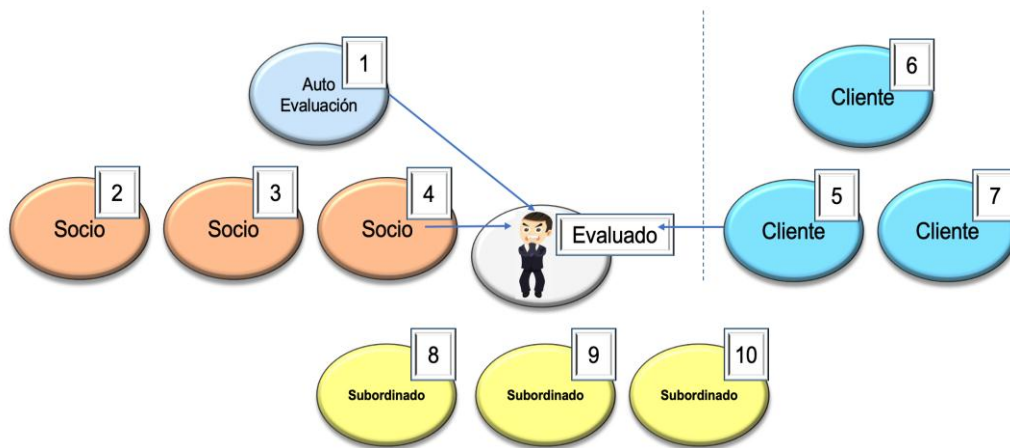 1
Auto
Evaluación
6
Cliente
2
Socio
3
Socio
4
Socio
Evaluado
5
Cliente
7
Cliente
8
Subordinado
9
Subordinado
10
Subordinado